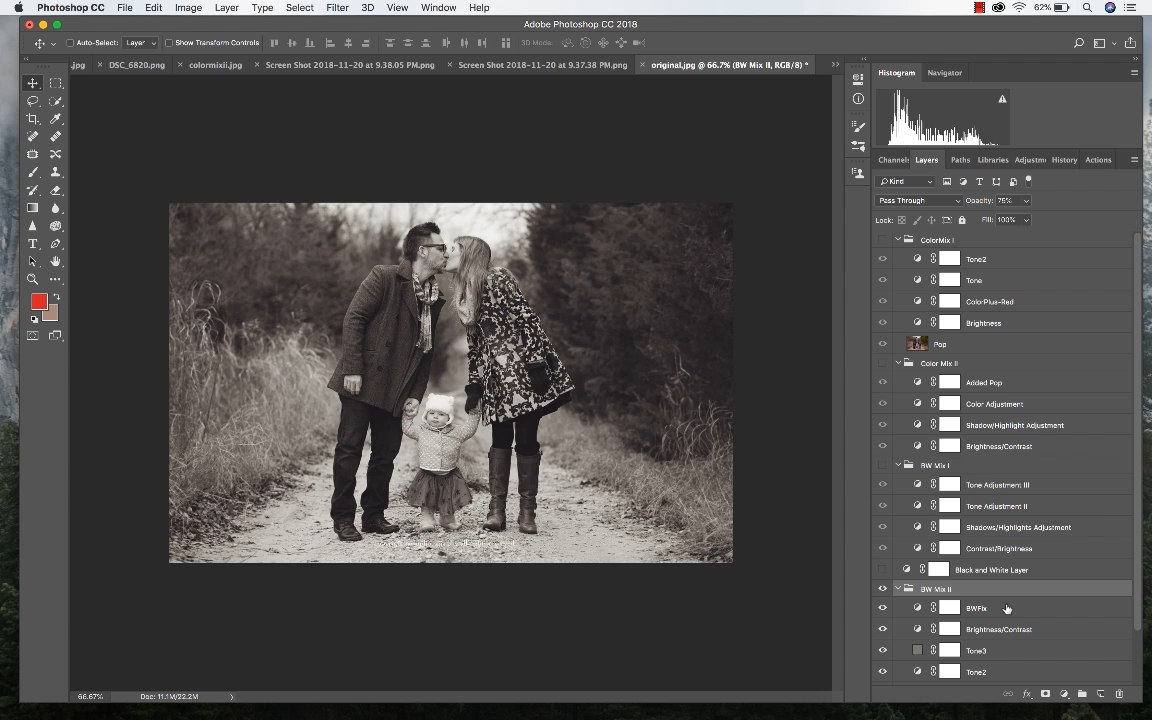 Photoshop CC File Edit Image Layer Type Select Filter 3D View Window Help 62%
Adobe Photoshop CC 2018
Auto-Select: Layer Show Transform Controls 3D Mode:
.jpg × DSC_6820.png × colormixii.jpg × Screen Shot 2018-11-20 at 9.38.05 PM.png × Screen Shot 2018-11-20 at 9.37.38 PM.png × original.jpg @ 66.7% (BW Mix II, RGB/8) *
Histogram Navigator
Channel: Layers Paths Libraries Adjustm: History Actions
Kind
Pass Through Opacity: 75%
Lock: Fill: 100%
ColorMix I
Tone2
Tone
ColorPlus-Red
Brightness
Pop
Color Mix II
Added Pop
Color Adjustment
Shadow/Highlight Adjustment
Brightness/Contrast
BW Mix I
Tone Adjustment III
Tone Adjustment II
Shadows/Highlights Adjustment
Contrast/Brightness
Black and White Layer
BW Mix II
BWFix
Brightness/Contrast
Tone3
Tone2
66.67% Doc: 11.1M/22.2M